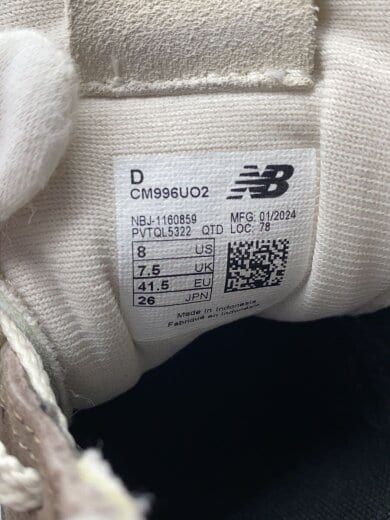 D
CM996UO2
NB
NBJ-1160859 MFG. 01/2024
PVTQL5322 QTD LOC: 78
8 US
7.5 UK
41.5 EU
26 JPN
Made in Indonesia
Fabriqué en Indonésie